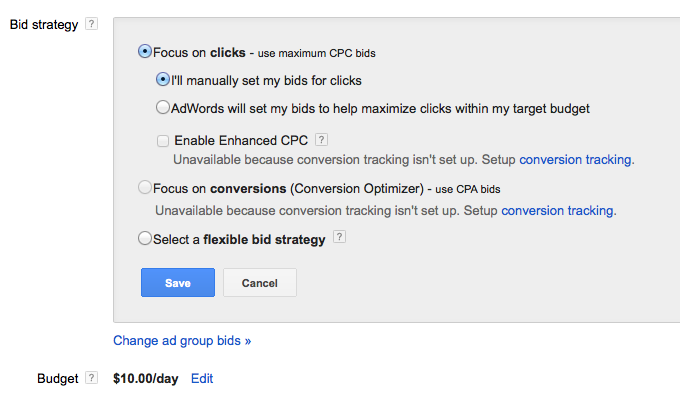 Bid strategy ?
Focus on clicks - use maximum CPC bids
I'll manually set my bids for clicks
AdWords will set my bids to help maximize clicks within my target budget
Enable Enhanced CPC ?
Unavailable because conversion tracking isn't set up. Setup conversion tracking.
Focus on conversions (Conversion Optimizer) - use CPA bids
Unavailable because conversion tracking isn't set up. Setup conversion tracking.
Select a flexible bid strategy ?
Save Cancel
Change ad group bids »
Budget ? $10.00/day Edit